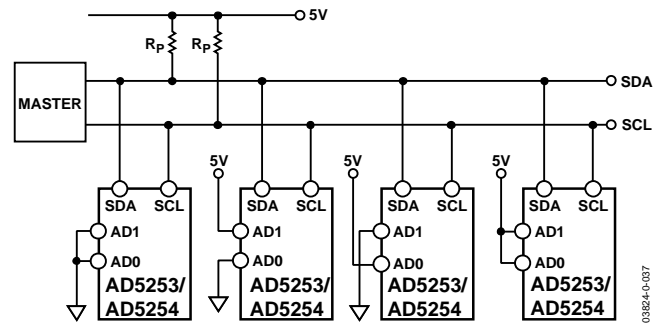 5V
RP RP
SDA
MASTER
SCL
5V 5V 5V
SDA SCL SDA SCL SDA SCL SDA SCL
AD1 AD1 AD1 AD1
AD0 AD0 AD0 AD0
AD5253/ AD5253/ AD5253/ AD5253/
AD5254 AD5254 AD5254 AD5254
03824-0-037